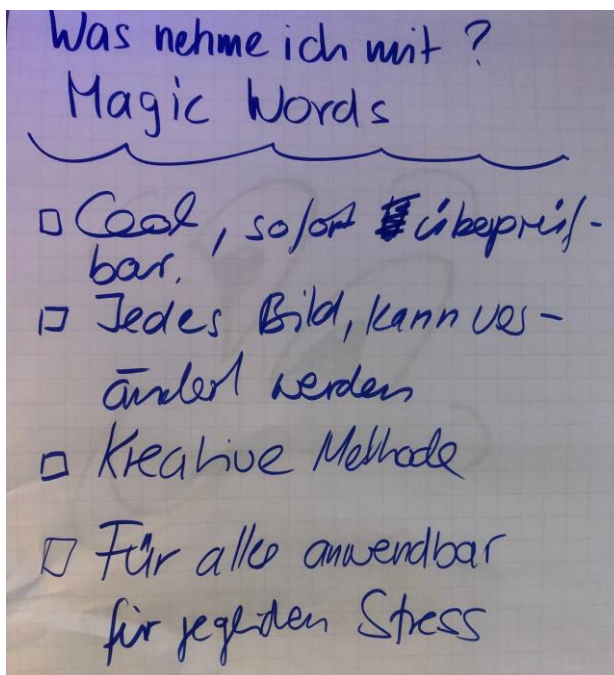 Was nehme ich mit?
Magic Words
Cool, sofort überprüf-
bar.
Jedes Bild, kann ver-
ändert werden
Kreative Methode
Für alle anwendbar
für jeglichen Stress